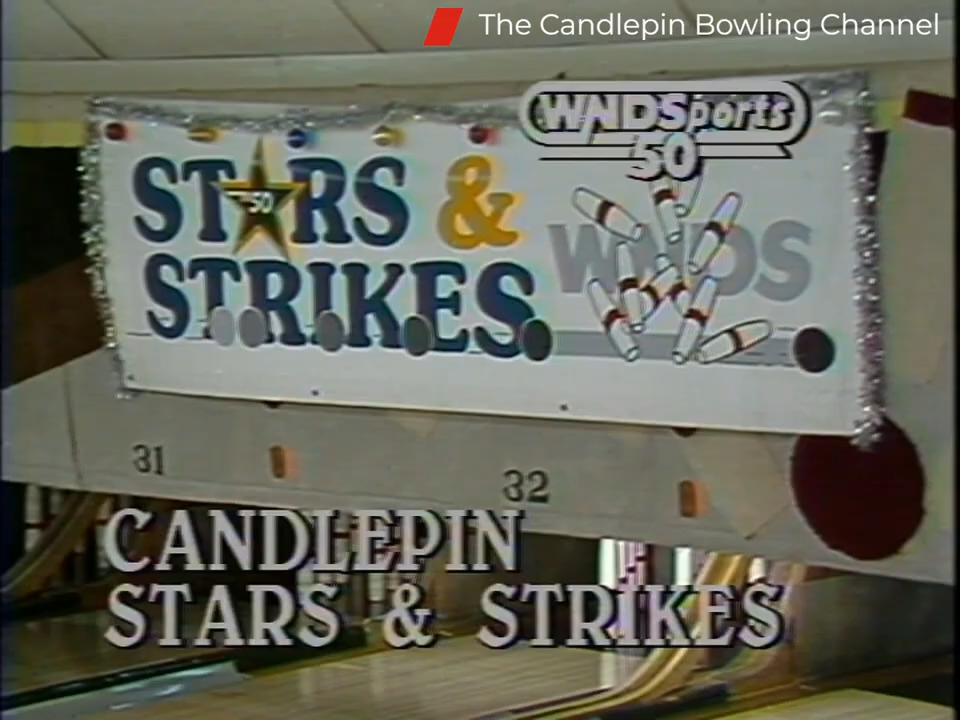 The Candlepin Bowling Channel
WNDSports
50
STARS &
50
STRIKES
WNDS
31
32
CANDLEPIN
STARS & STRIKES